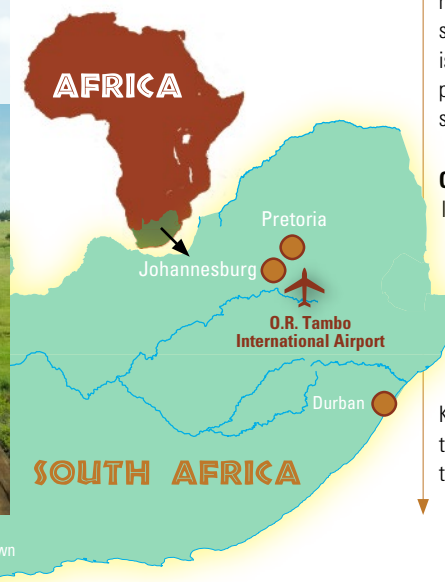 AFRICA
Pretoria
Johannesburg
O.R. Tambo
International Airport
Durban
SOUTH AFRICA